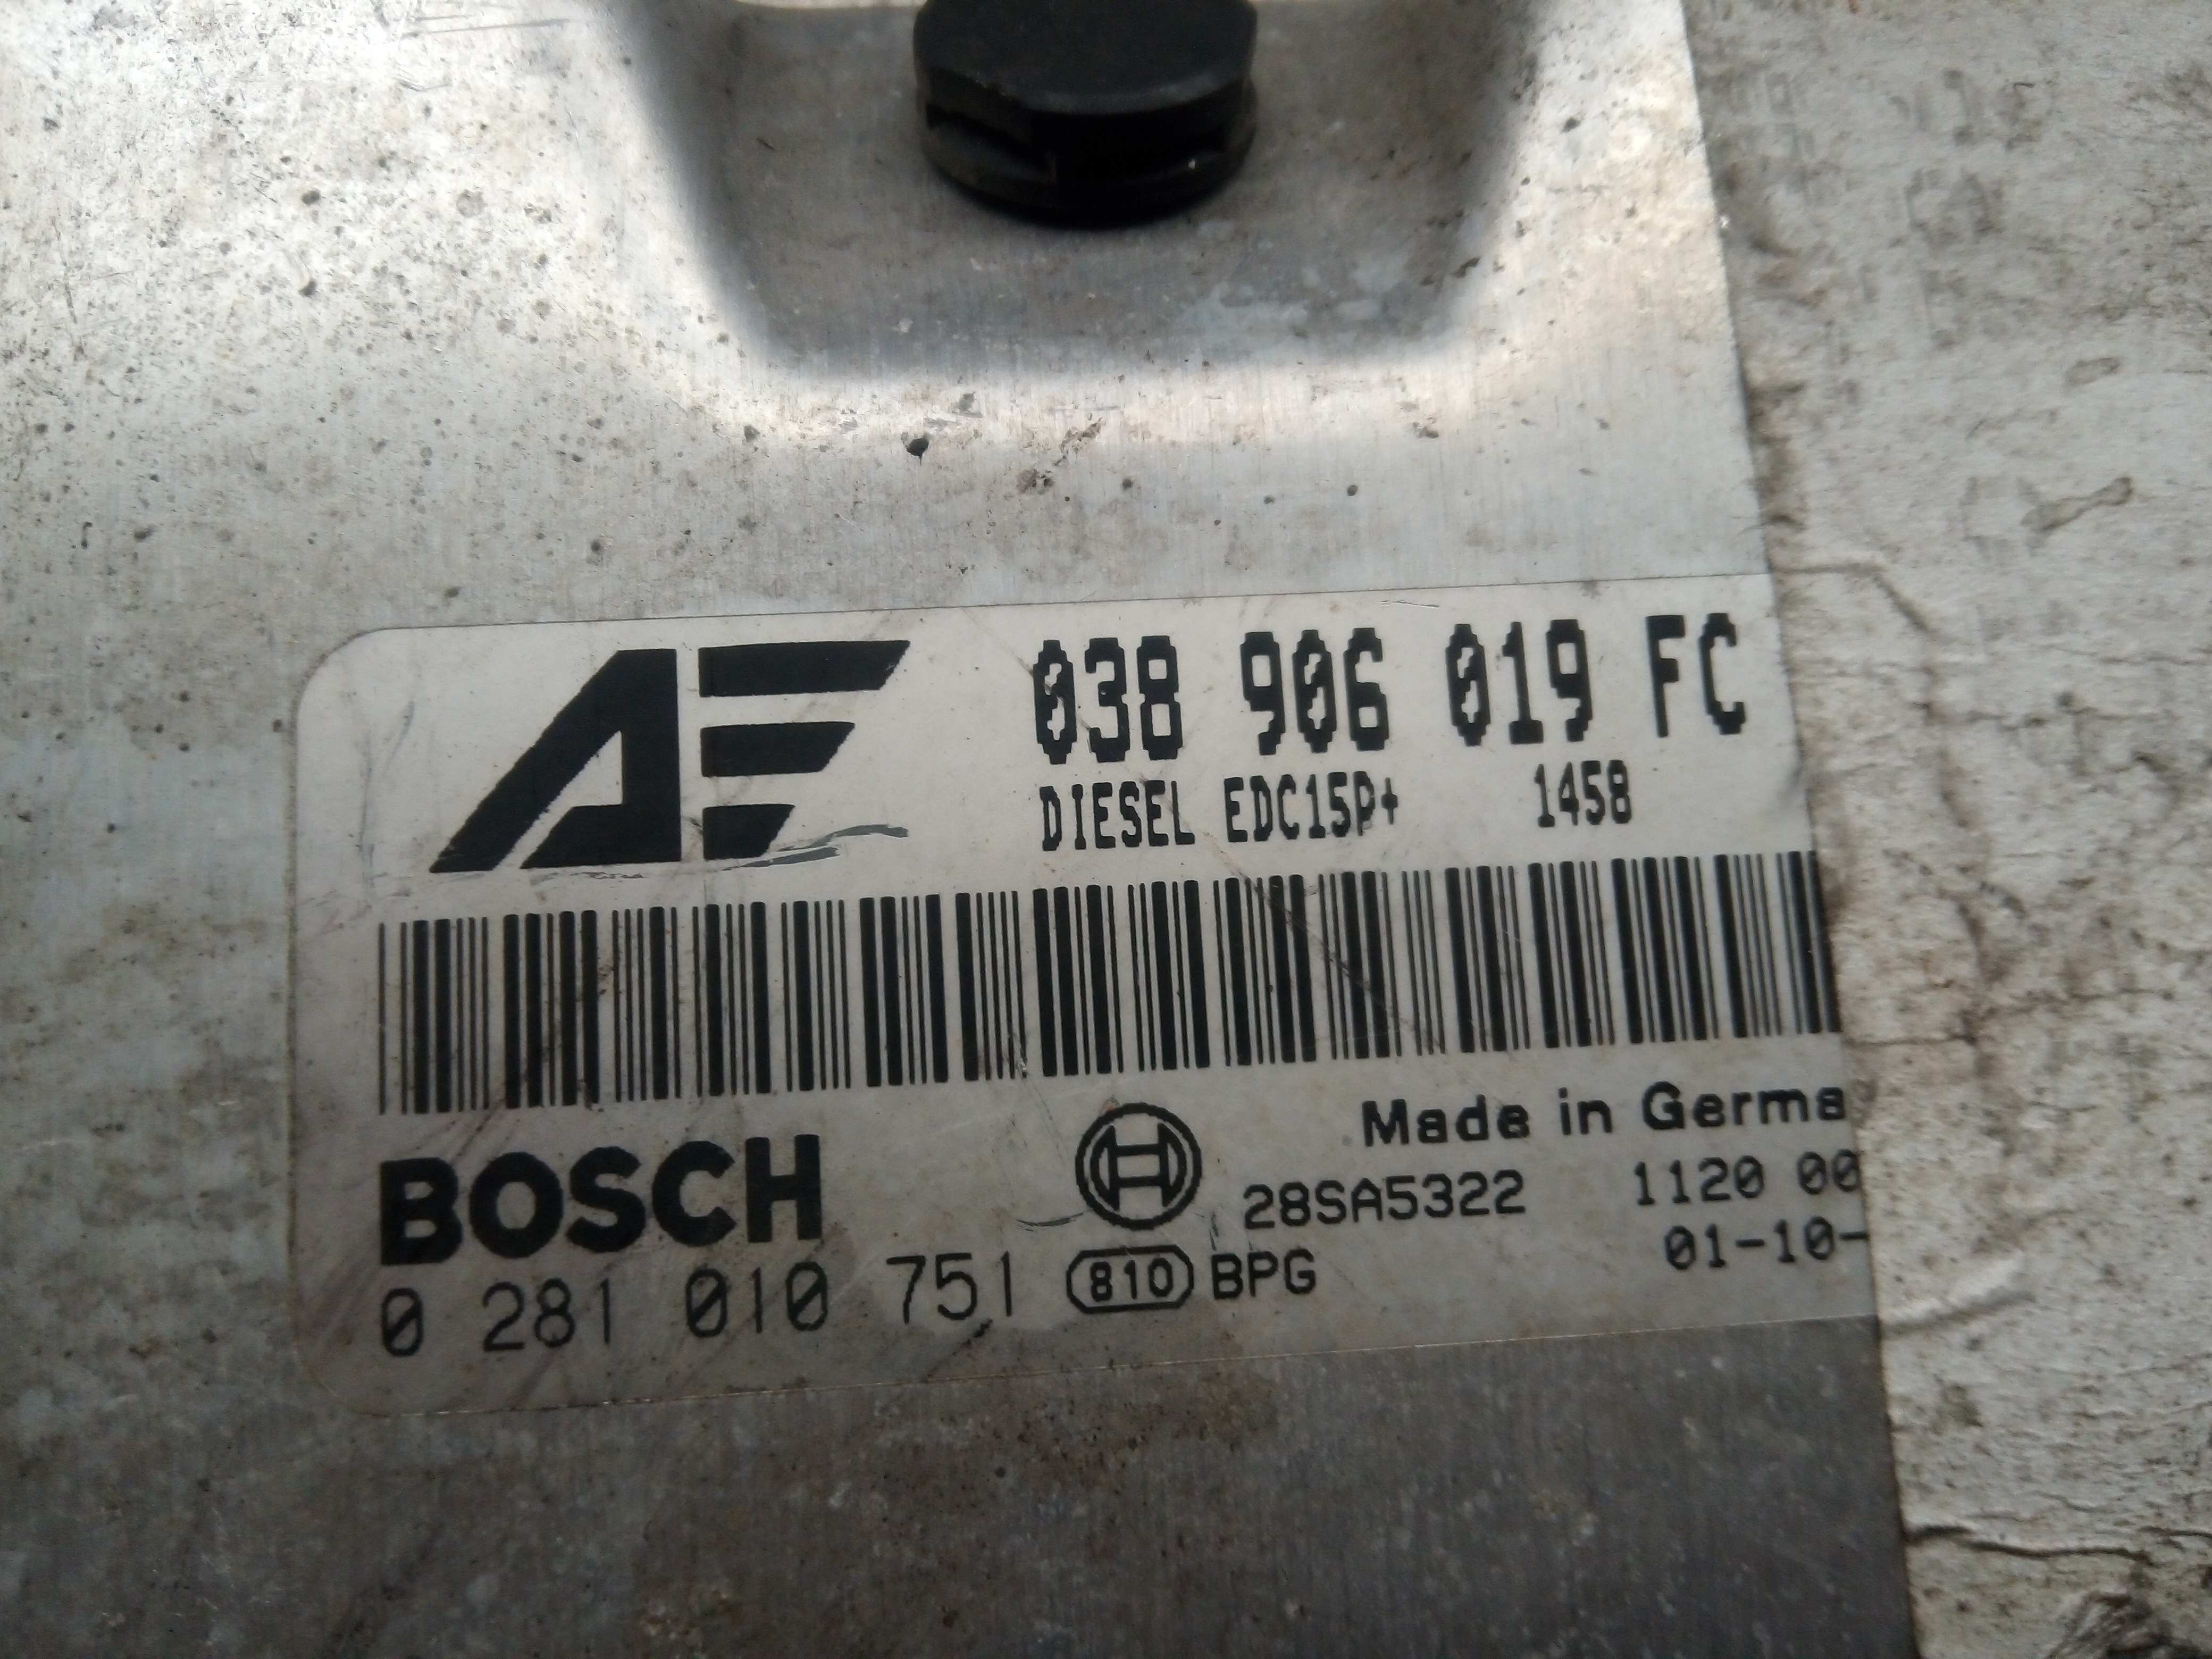 AE 038 906 019 FC
DIESEL EDC15P+ 1458
Made in Germa
BOSCH 28SA5322 1120 00
0 281 010 751 810 BPG 01-10-